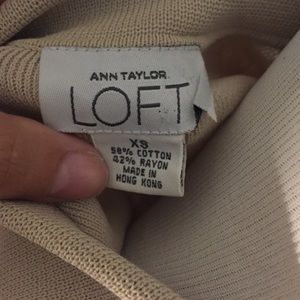 ANN TAYLOR
LOFT
XS
58% COTTON
42% RAYON
MADE IN
HONG KONG